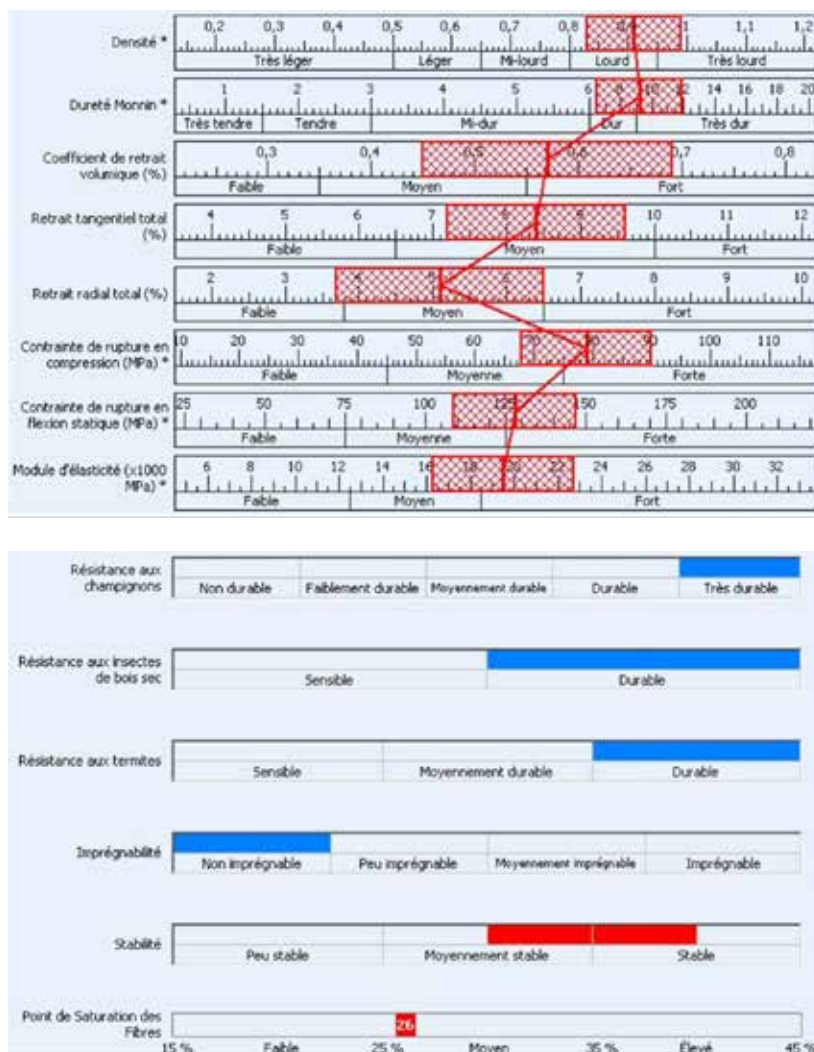 Densité *
0,2 0,3 0,4 0,5 0,6 0,7 0,8 1 1,1 1,2
Très léger Léger Mi-lourd Lourd Très lourd
Dureté Monnin *
1 2 3 4 5 6 8 10 12 14 16 18 20
Très tendre Tendre Mi-dur Dur Très dur
Coefficient de retrait
volumique (%)
0,3 0,4 0,5 0,6 0,7 0,8
Faible Moyen Fort
Retrait tangentiel total
(%)
4 5 6 7 8 9 10 11 12
Faible Moyen Fort
Retrait radial total (%)
2 3 4 5 6 7 8 9 10
Faible Moyen Fort
Contrainte de rupture en
compression (MPa) *
10 20 30 40 50 60 70 80 90 100 110
Faible Moyenne Forte
Contrainte de rupture en
flexion statique (MPa) *
25 50 75 100 125 150 175 200
Faible Moyenne Forte
Module d'élasticité (x1000
MPa) *
6 8 10 12 14 16 18 20 22 24 26 28 30 32
Faible Moyen Fort
Résistance aux
champignons
Non durable Faiblement durable Moyennement durable Durable Très durable
Résistance aux insectes
de bois sec
Sensible Durable
Résistance aux termites
Sensible Moyennement durable Durable
Imprégnabilité
Non imprégnable Peu imprégnable Moyennement imprégnable Imprégnable
Stabilité
Peu stable Moyennement stable Stable
Point de Saturation des
Fibres
26
15 % Faible 25 % Moyen 35 % Élevé 45 %